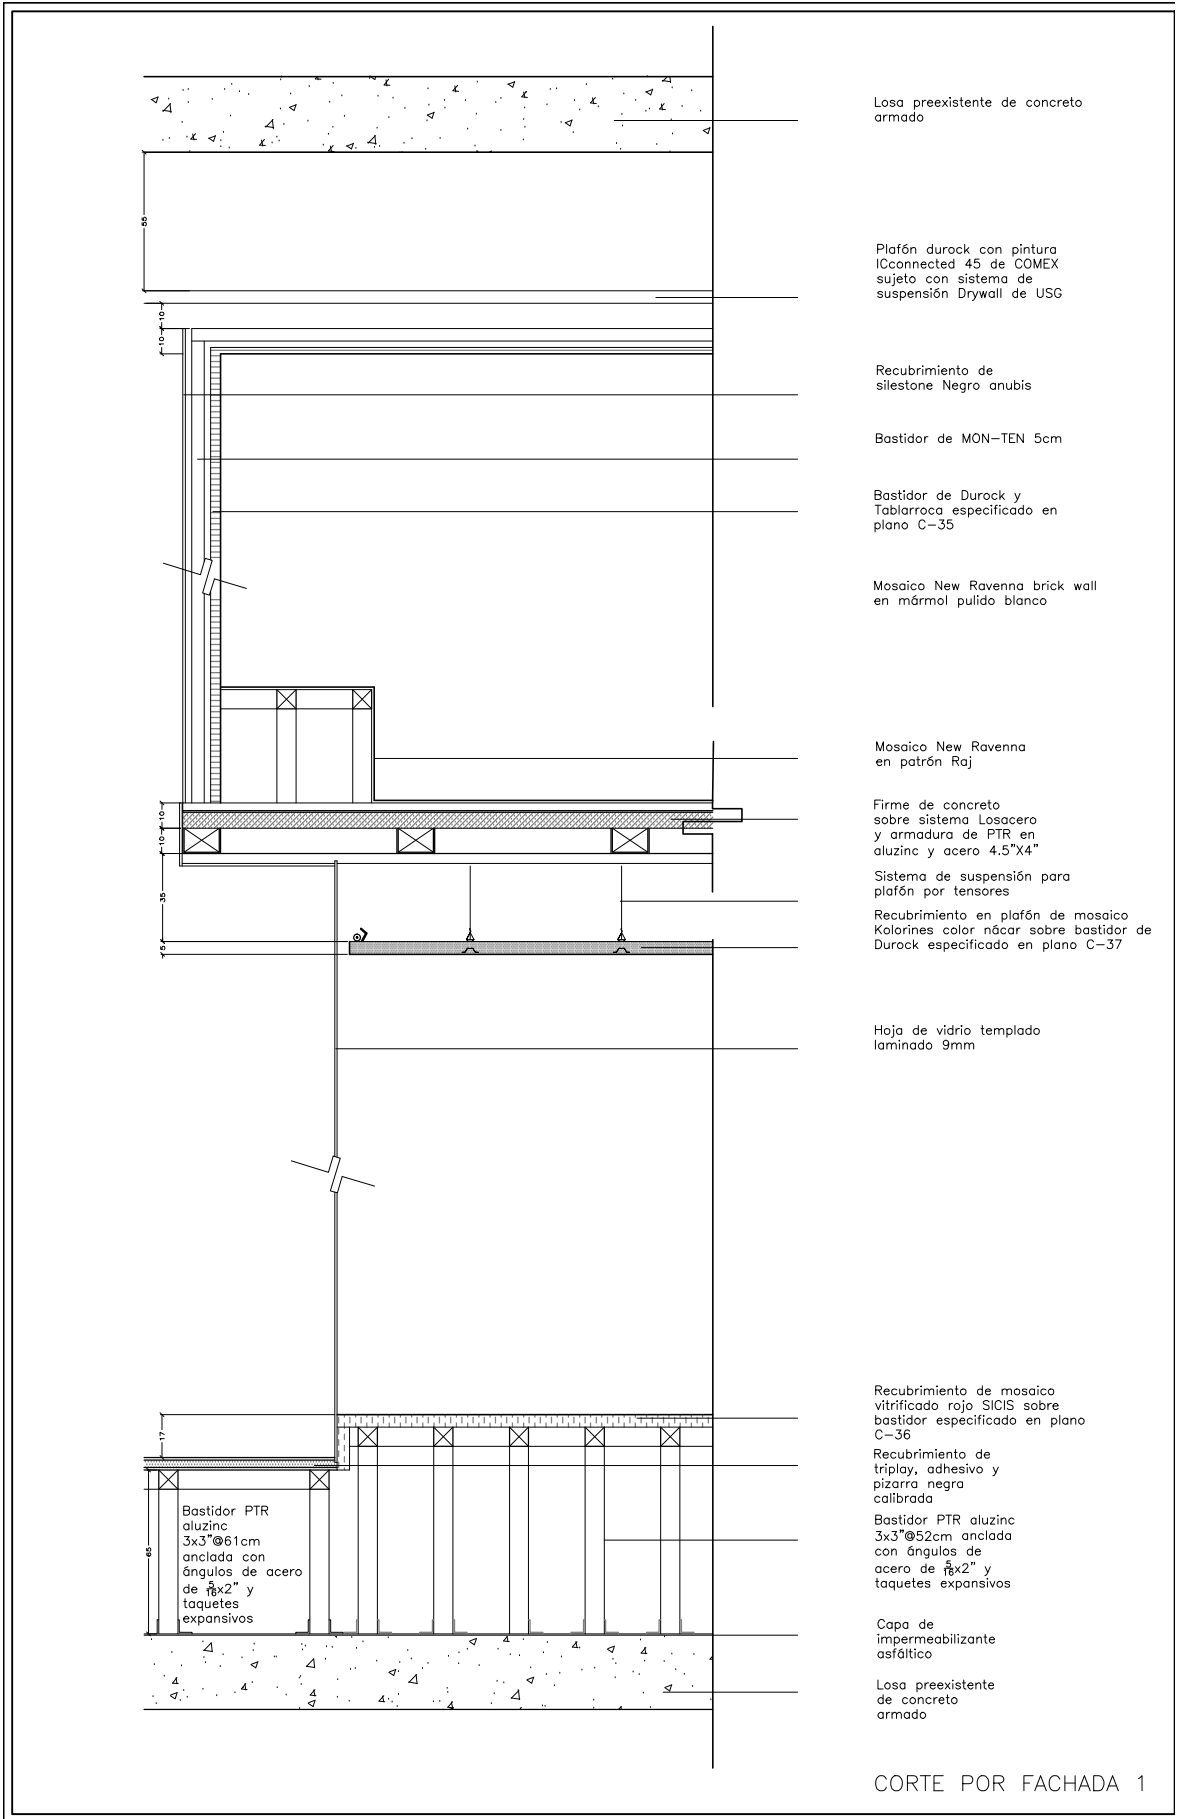 Losa preexistente de concreto
armado
55
Plafón durock con pintura
ICconnected 45 de COMEX
sujeto con sistema de
suspensión Drywall de USG
10
10
Recubrimiento de
silestone Negro anubis
Bastidor de MON-TEN 5cm
Bastidor de Durock y
Tablarroca especificado en
plano C-35
Mosaico New Ravenna brick wall
en mármol pulido blanco
Mosaico New Ravenna
en patrón Raj
10
10
Firme de concreto
sobre sistema Losacero
y armadura de PTR en
aluzinc y acero 4.5"X4"
35
Sistema de suspensión para
plafón por tensores
5
Recubrimiento en plafón de mosaico
Kolorines color nácar sobre bastidor de
Durock especificado en plano C-37
Hoja de vidrio templado
laminado 9mm
17
Recubrimiento de mosaico
vitrificado rojo SICIS sobre
bastidor especificado en plano
C-36
Recubrimiento de
triplay, adhesivo y
pizarra negra
calibrada
65
Bastidor PTR
aluzinc
3x3"@61cm
anclada con
ángulos de acero
de 5/16x2" y
taquetes
expansivos
Bastidor PTR aluzinc
3x3"@52cm anclada
con ángulos de
acero de 5/16x2" y
taquetes expansivos
Capa de
impermeabilizante
asfáltico
Losa preexistente
de concreto
armado
CORTE POR FACHADA 1